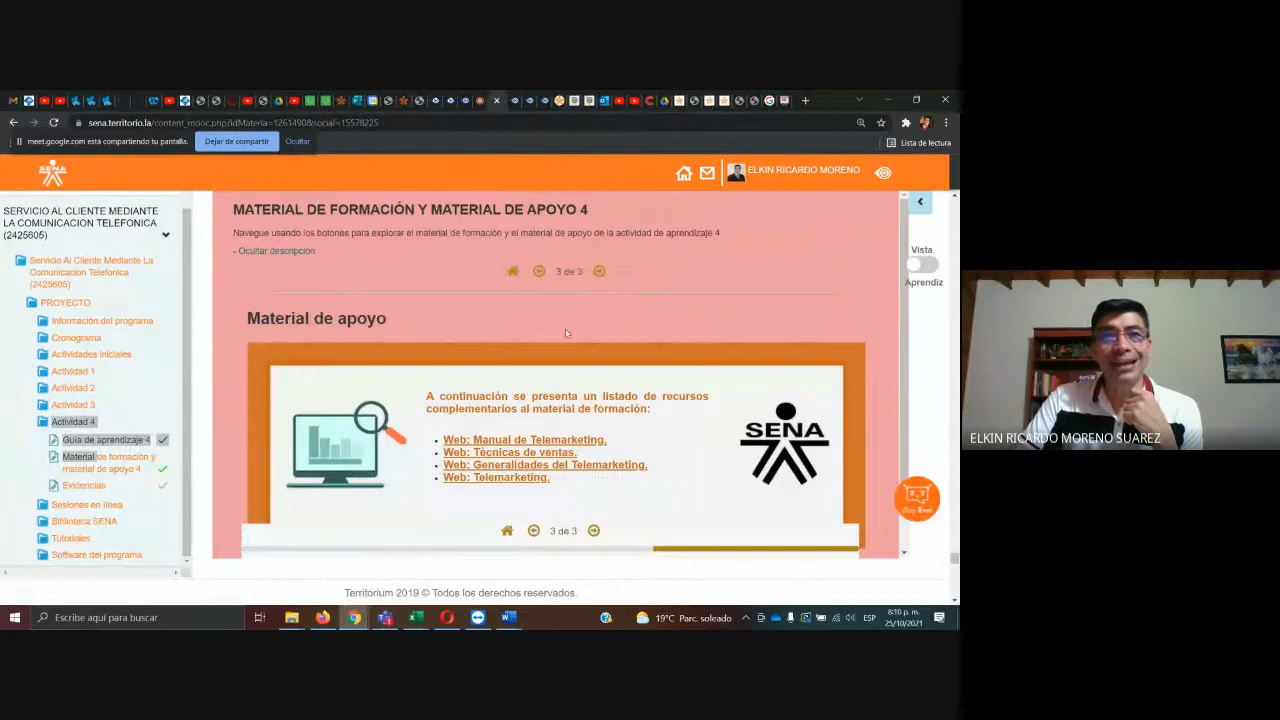 sena.territorio.la/content_mooc.php?idMateria=12614908social=15578225
meet.google.com está compartiendo tu pantalla.
Dejar de compartir
Ocultar
Lista de lectura
SENA
ELKIN RICARDO MORENO
SERVICIO AL CLIENTE MEDIANTE
LA COMUNICACION TELEFONICA
(2425605)
Servicio Al Cliente Mediante La
Comunicacion Telefonica
(2425605)
PROYECTO
Información del programa
Cronograma
Actividades iniciales
Actividad 1
Actividad 2
Actividad 3
Actividad 4
Guía de aprendizaje 4
Material de formación y
material de apoyo 4
Evidencias
Sesiones en línea
Biblioteca SENA
Tutoriales
Software del programa
MATERIAL DE FORMACIÓN Y MATERIAL DE APOYO 4
Navegue usando los botones para explorar el material de formación y el material de apoyo de la actividad de aprendizaje 4
- Ocultar descripción
3 de 3
Material de apoyo
A continuación se presenta un listado de recursos
complementarios al material de formación:
Web: Manual de Telemarketing.
Web: Técnicas de ventas.
Web: Generalidades del Telemarketing.
Web: Telemarketing.
SENA
3 de 3
Vista
Aprendiz
Territorium 2019 © Todos los derechos reservados.
Escribe aquí para buscar
19°C Parc. soleado
ESP
8:10 p. m.
25/10/2021
ELKIN RICARDO MORENO SUAREZ